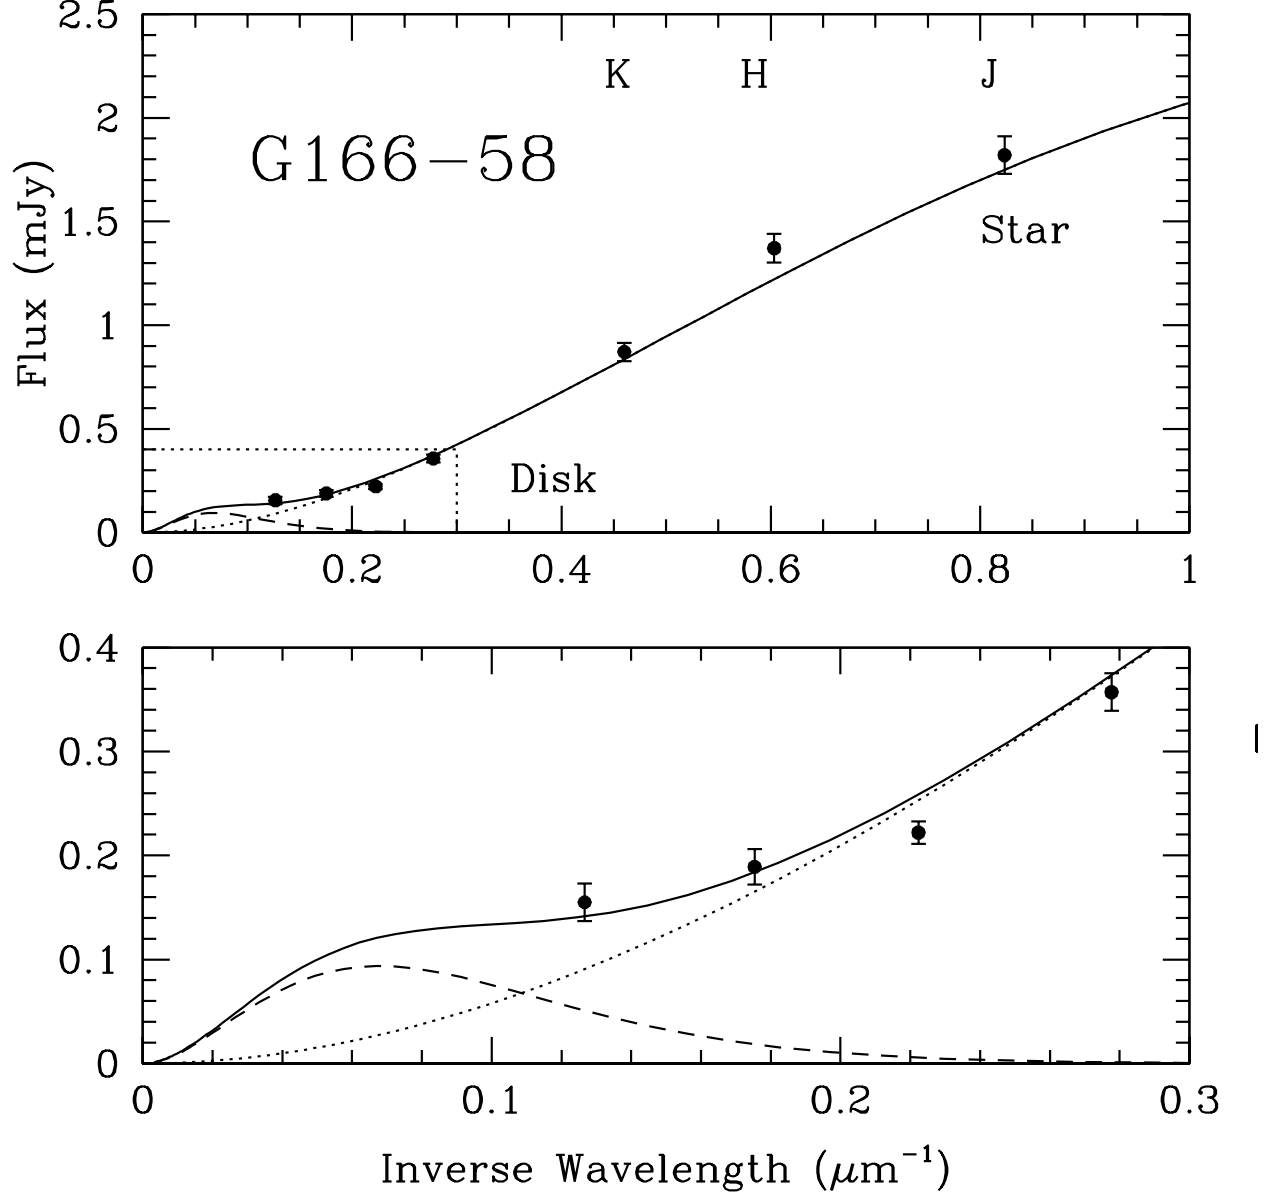 2.5
K H J
2
G166-58
1.5
Star
1
0.5
Disk
0
0 0.2 0.4 0.6 0.8 1
Flux (mJy)
0.4
0.3
0.2
0.1
0
0 0.1 0.2 0.3
Inverse Wavelength (μm⁻¹)